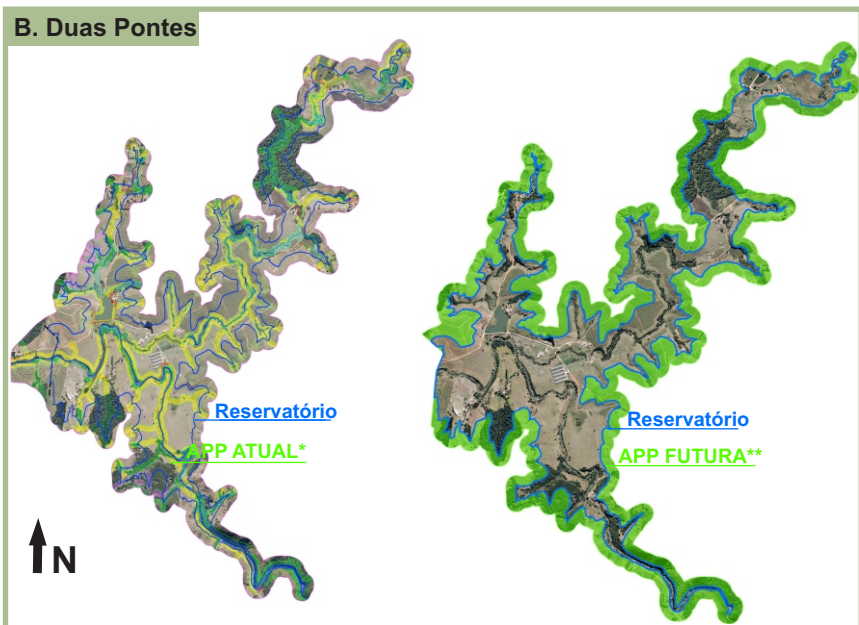 B. Duas Pontes
Reservatório
APP ATUAL*
Reservatório
APP FUTURA**
N